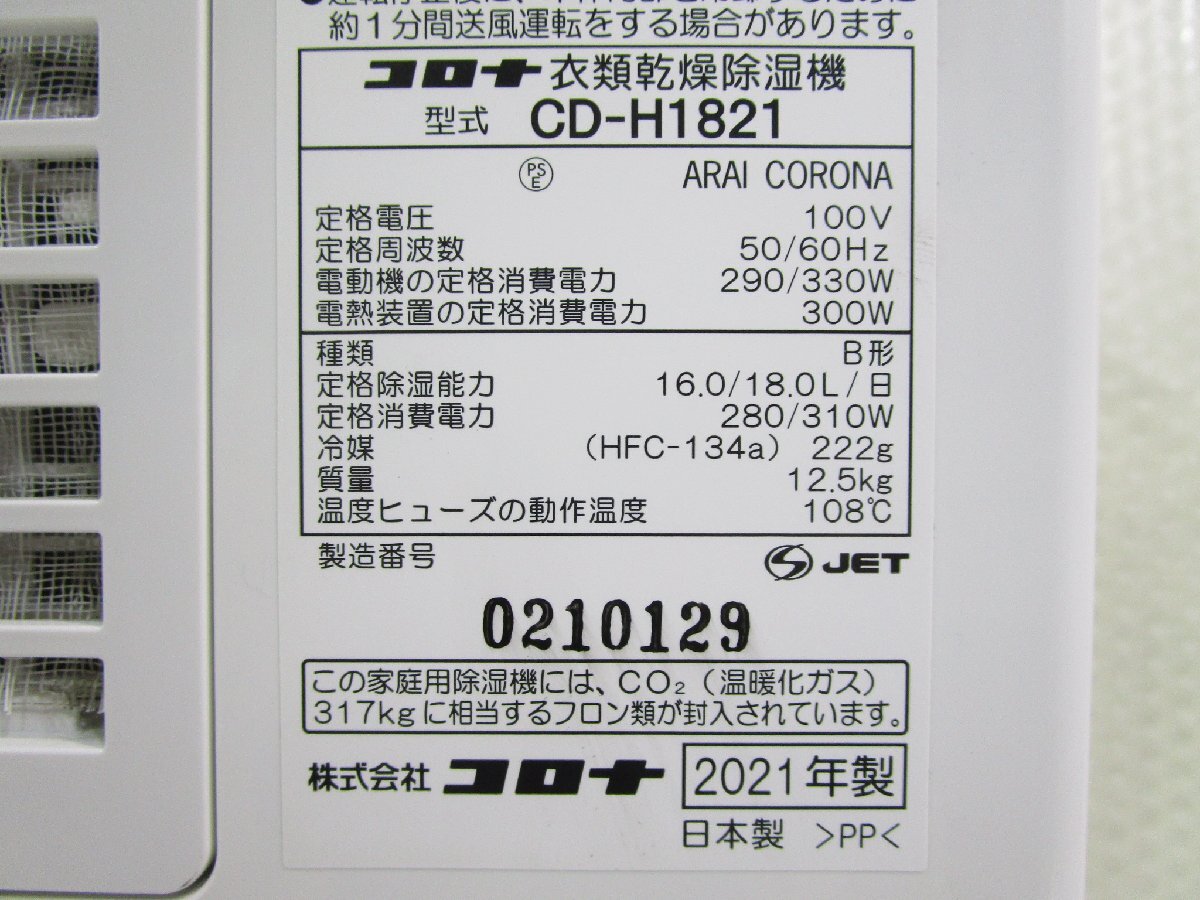 約1分間送風運転をする場合があります。
コロナ 衣類乾燥除湿機
型式 CD-H1821
PSE ARAI CORONA
定格電圧 100V
定格周波数 50/60Hz
電動機の定格消費電力 290/330W
電熱装置の定格消費電力 300W
種類 B形
定格除湿能力 16.0/18.0L/日
定格消費電力 280/310W
冷媒 (HFC-134a) 222g
質量 12.5kg
温度ヒューズの動作温度 108℃
製造番号 JET
0210129
この家庭用除湿機には、CO₂(温暖化ガス)
317kgに相当するフロン類が封入されています。
株式会社 コロナ 2021年製
日本製 >PP<